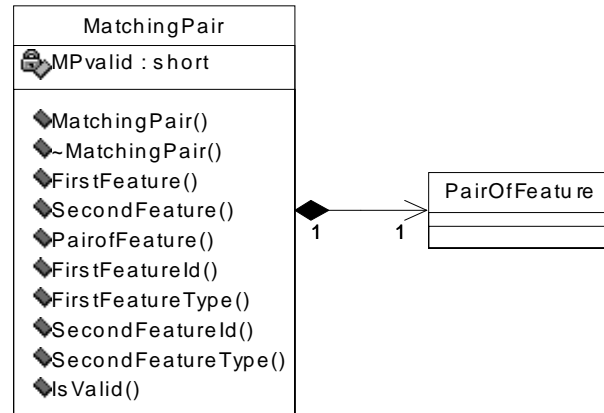 MatchingPair
MPvalid : short
MatchingPair()
~MatchingPair()
FirstFeature()
SecondFeature()
PairofFeature()
FirstFeatureId()
FirstFeatureType()
SecondFeatureId()
SecondFeatureType()
IsValid()
1
1
PairOfFeature